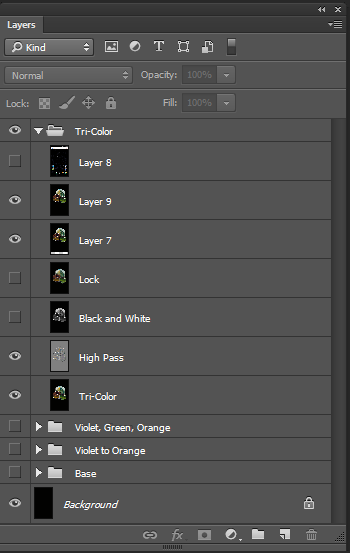 Layers
Kind
T
Normal Opacity: 100%
Lock: Fill: 100%
Tri-Color
Layer 8
Layer 9
Layer 7
Lock
Black and White
High Pass
Tri-Color
Violet, Green, Orange
Violet to Orange
Base
Background
fx